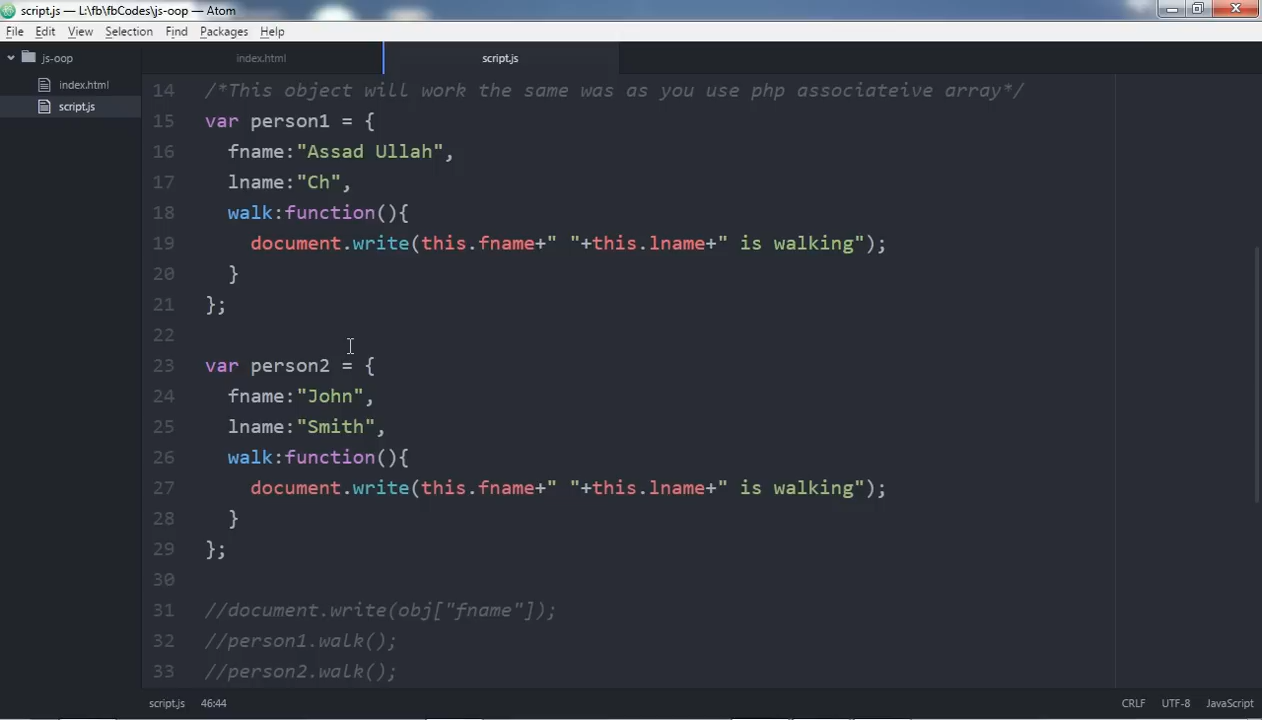 script.js — L:\fb\fbCodes\js-oop — Atom
File Edit View Selection Find Packages Help
js-oop
index.html
script.js
index.html script.js
14 /*This object will work the same was as you use php associateive array*/
15 var person1 = {
16 fname:"Assad Ullah",
17 lname:"Ch",
18 walk:function(){
19 document.write(this.fname+" "+this.lname+" is walking");
20 }
21 };
22
23 var person2 = {
24 fname:"John",
25 lname:"Smith",
26 walk:function(){
27 document.write(this.fname+" "+this.lname+" is walking");
28 }
29 };
30
31 //document.write(obj["fname"]);
32 //person1.walk();
33 //person2.walk();
script.js 46:44 CRLF UTF-8 JavaScript